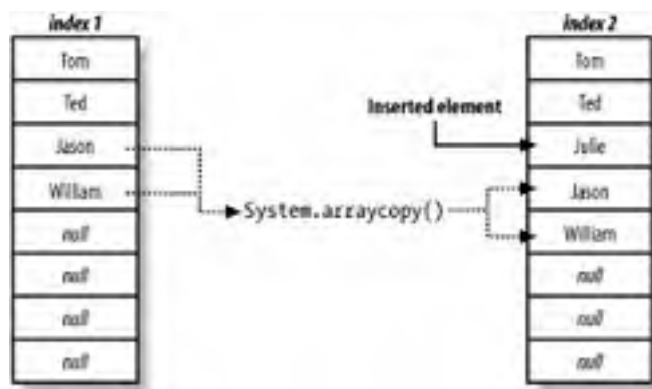 index 1
Tom
Ted
Jason
William
null
null
null
null
Inserted element
System.arraycopy()
index 2
Tom
Ted
Julie
Jason
William
null
null
null